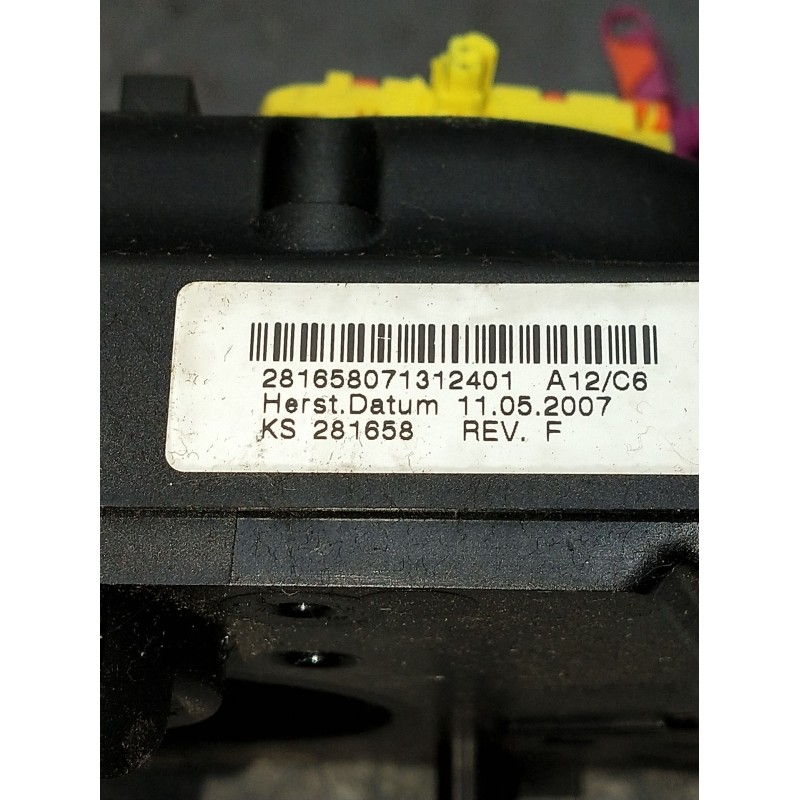 281658071312401 A12/C6
Herst.Datum 11.05.2007
KS 281658 REV. F